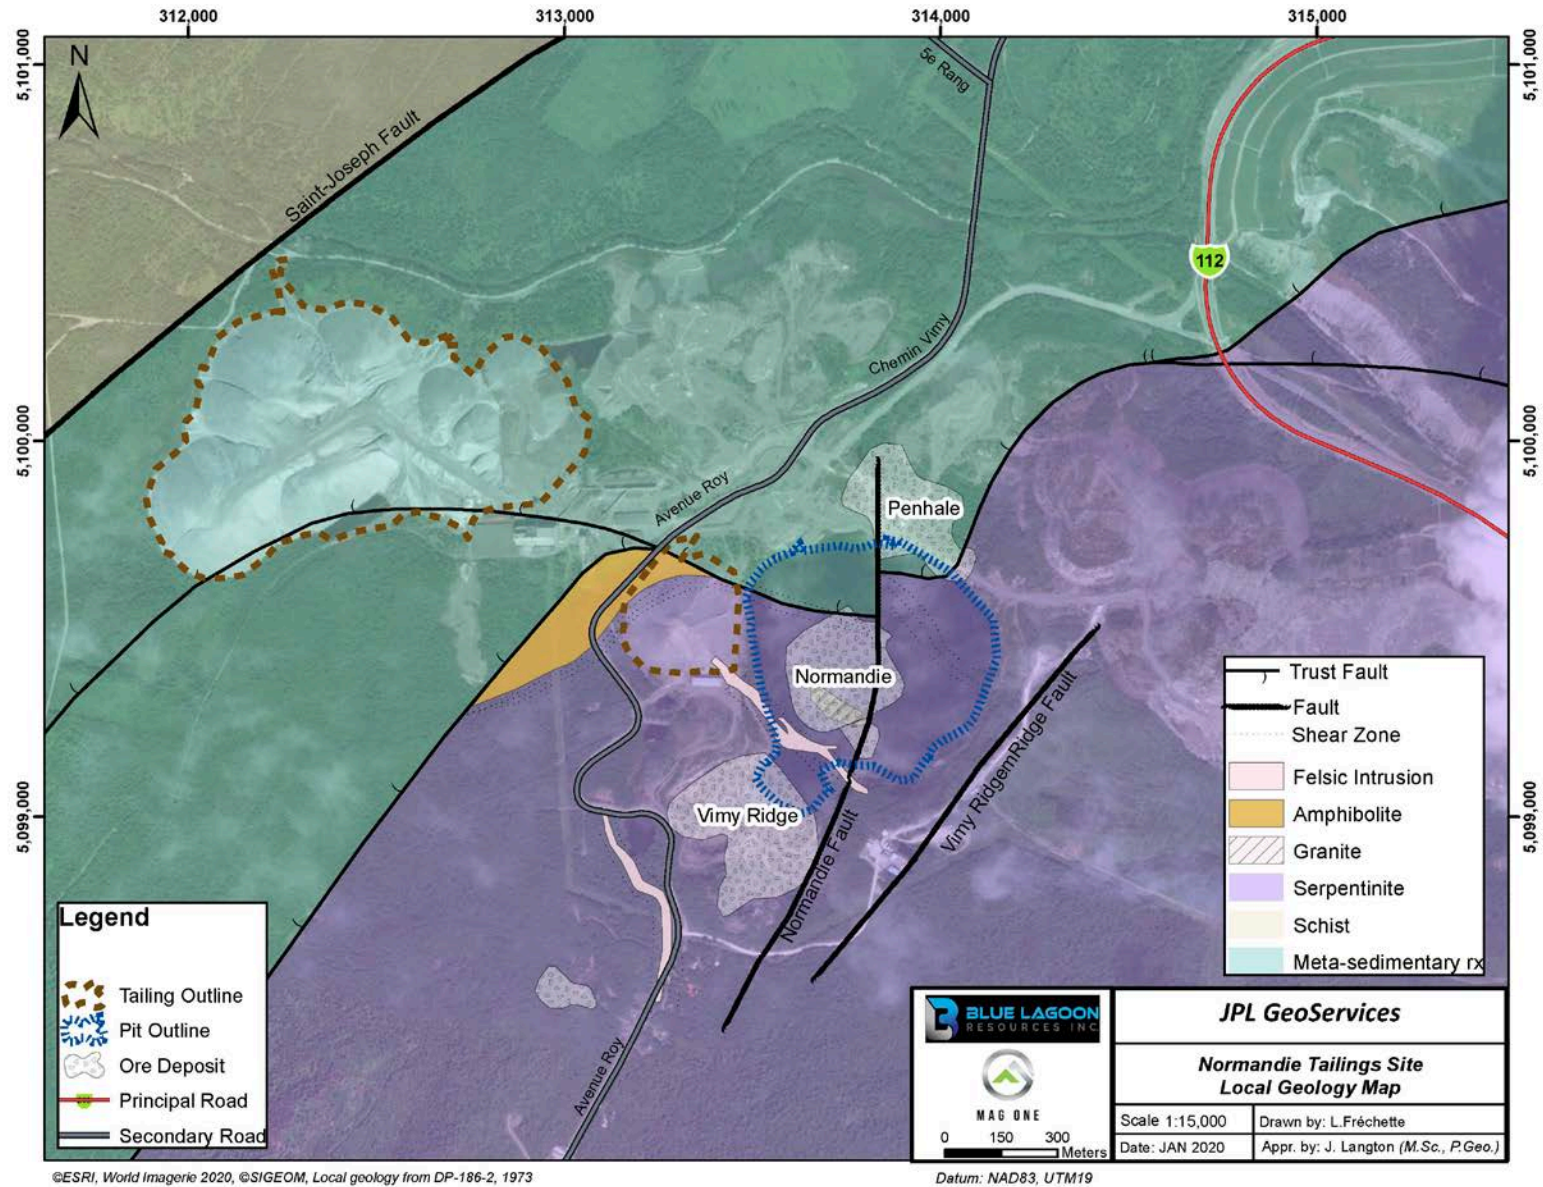 312,000
313,000
314,000
315,000
5,101,000
5,101,000
N
5e Rang
Saint-Joseph Fault
112
Chemin Vimy
5,100,000
5,100,000
Avenue Roy
Penhale
Normandie
Vimy RidgemRidge Fault
Vimy Ridge
Normandie Fault
5,099,000
5,099,000
Avenue Roy
Trust Fault
Fault
Shear Zone
Felsic Intrusion
Amphibolite
Granite
Serpentinite
Schist
Meta-sedimentary rx
Legend
Tailing Outline
Pit Outline
Ore Deposit
112
Principal Road
Secondary Road
BLUE LAGOON
RESOURCES INC.
MAG ONE
0 150 300
Meters
JPL GeoServices
Normandie Tailings Site
Local Geology Map
Scale 1:15,000
Drawn by: L.Fréchette
Date: JAN 2020
Appr. by: J. Langton (M.Sc., P.Geo.)
©ESRI, World Imagerie 2020, ©SIGEOM, Local geology from DP-186-2, 1973
Datum: NAD83, UTM19